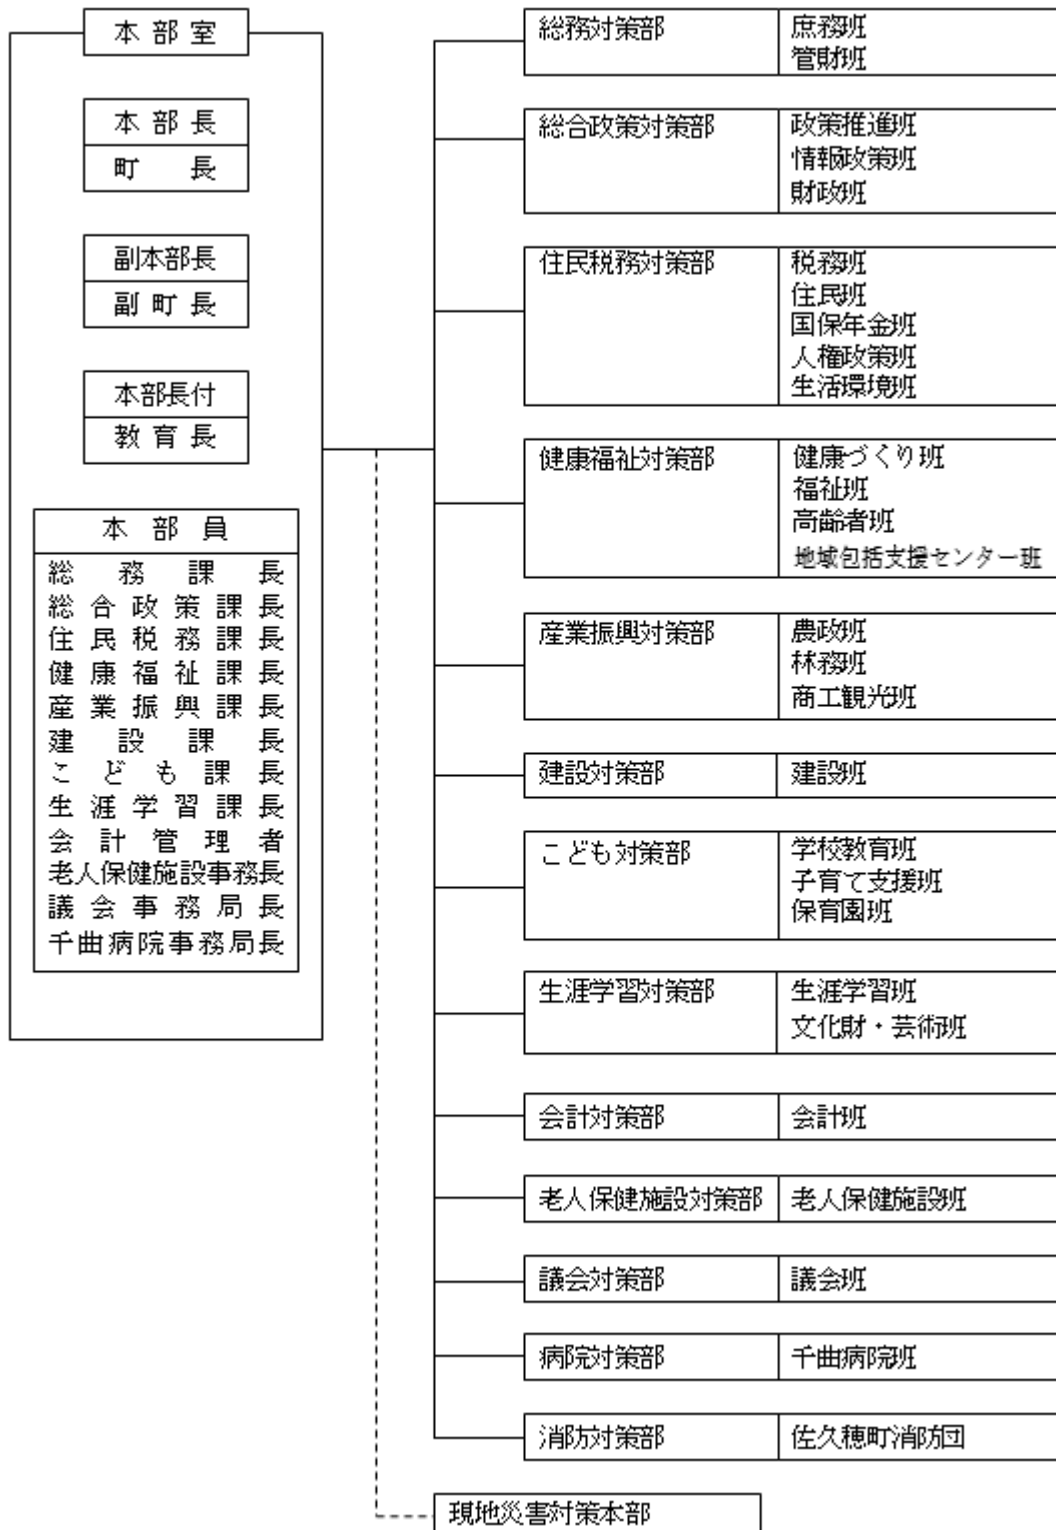 本部室
本部長
町長
副本部長
副町長
本部長付
教育長
本部員
総務課長
総合政策課長
住民税務課長
健康福祉課長
産業振興課長
建設課長
こども課長
生涯学習課長
会計管理者
老人保健施設事務長
議会事務局長
千曲病院事務局長
総務対策部
庶務班
管財班
総合政策対策部
政策推進班
情報政策班
財政班
住民税務対策部
税務班
住民班
国保年金班
人権政策班
生活環境班
健康福祉対策部
健康づくり班
福祉班
高齢者班
地域包括支援センター班
産業振興対策部
農政班
林務班
商工観光班
建設対策部
建設班
こども対策部
学校教育班
子育て支援班
保育園班
生涯学習対策部
生涯学習班
文化財・芸術班
会計対策部
会計班
老人保健施設対策部
老人保健施設班
議会対策部
議会班
病院対策部
千曲病院班
消防対策部
佐久穂町消防団
現地災害対策本部